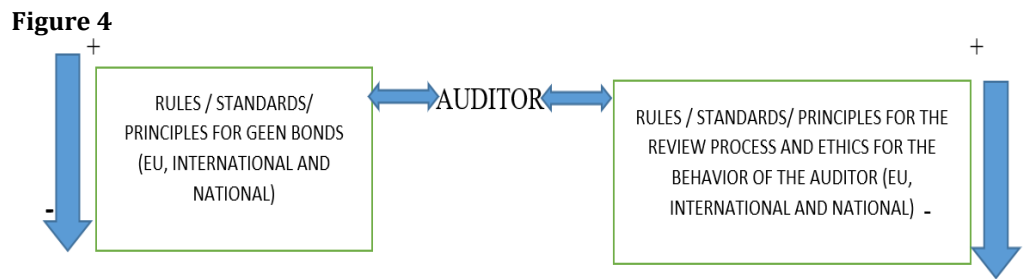 Figure 4
+
+
RULES / STANDARDS/
PRINCIPLES FOR GEEN BONDS
(EU, INTERNATIONAL AND
NATIONAL)
-
AUDITOR
RULES / STANDARDS/ PRINCIPLES FOR THE
REVIEW PROCESS AND ETHICS FOR THE
BEHAVIOR OF THE AUDITOR (EU,
INTERNATIONAL AND NATIONAL) -